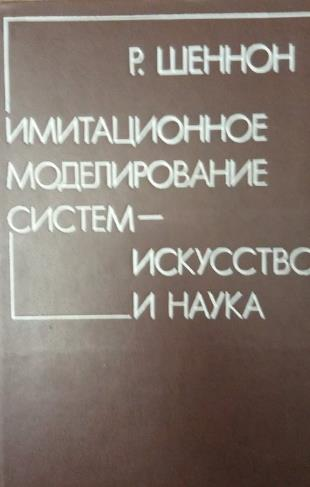 Р. ШЕННОН
ИМИТАЦИОННОЕ
МОДЕЛИРОВАНИЕ
СИСТЕМ —
ИСКУССТВО
И НАУКА